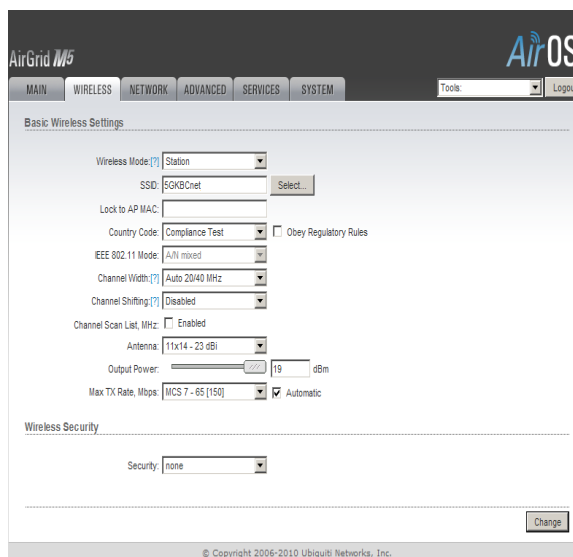 AirGrid M5
AirOS
MAIN WIRELESS NETWORK ADVANCED SERVICES SYSTEM Tools: Logou
Basic Wireless Settings
Wireless Mode:[?] Station
SSID: 5GKBCnet Select...
Lock to AP MAC:
Country Code: Compliance Test Obey Regulatory Rules
IEEE 802.11 Mode: A/N mixed
Channel Width:[?] Auto 20/40 MHz
Channel Shifting:[?] Disabled
Channel Scan List, MHz: Enabled
Antenna: 11x14 - 23 dBi
Output Power: 19 dBm
Max TX Rate, Mbps: MCS 7 - 65 [150] Automatic
Wireless Security
Security: none
Change
© Copyright 2006-2010 Ubiquiti Networks, Inc.